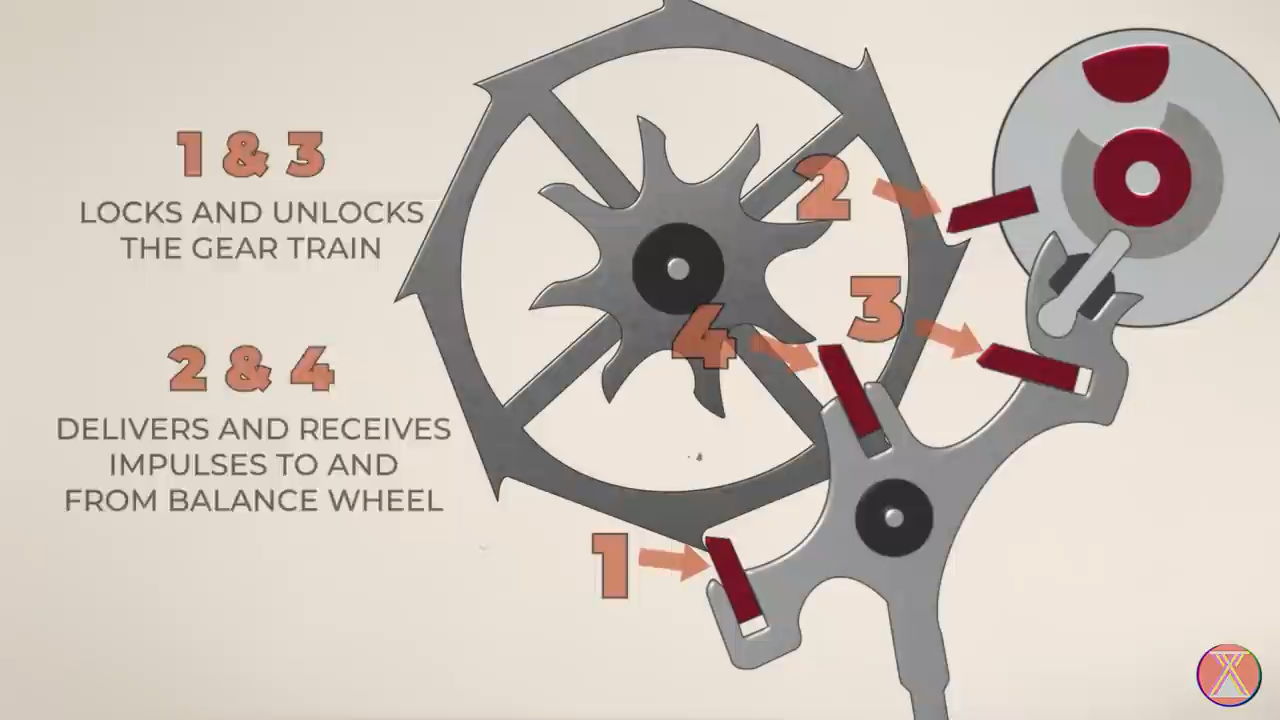 1 & 3
LOCKS AND UNLOCKS
THE GEAR TRAIN
2 & 4
DELIVERS AND RECEIVES
IMPULSES TO AND
FROM BALANCE WHEEL
2
3
4
1